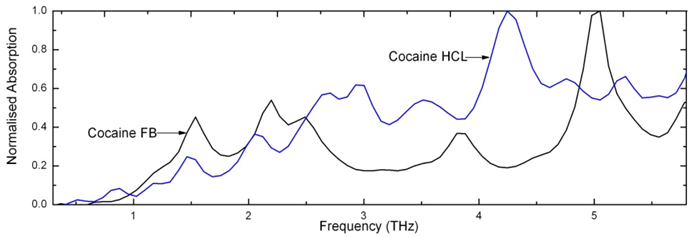 Normalised Absorption
1.0
0.8
0.6
0.4
0.2
0.0
Cocaine HCL
Cocaine FB
1 2 3 4 5
Frequency (THz)